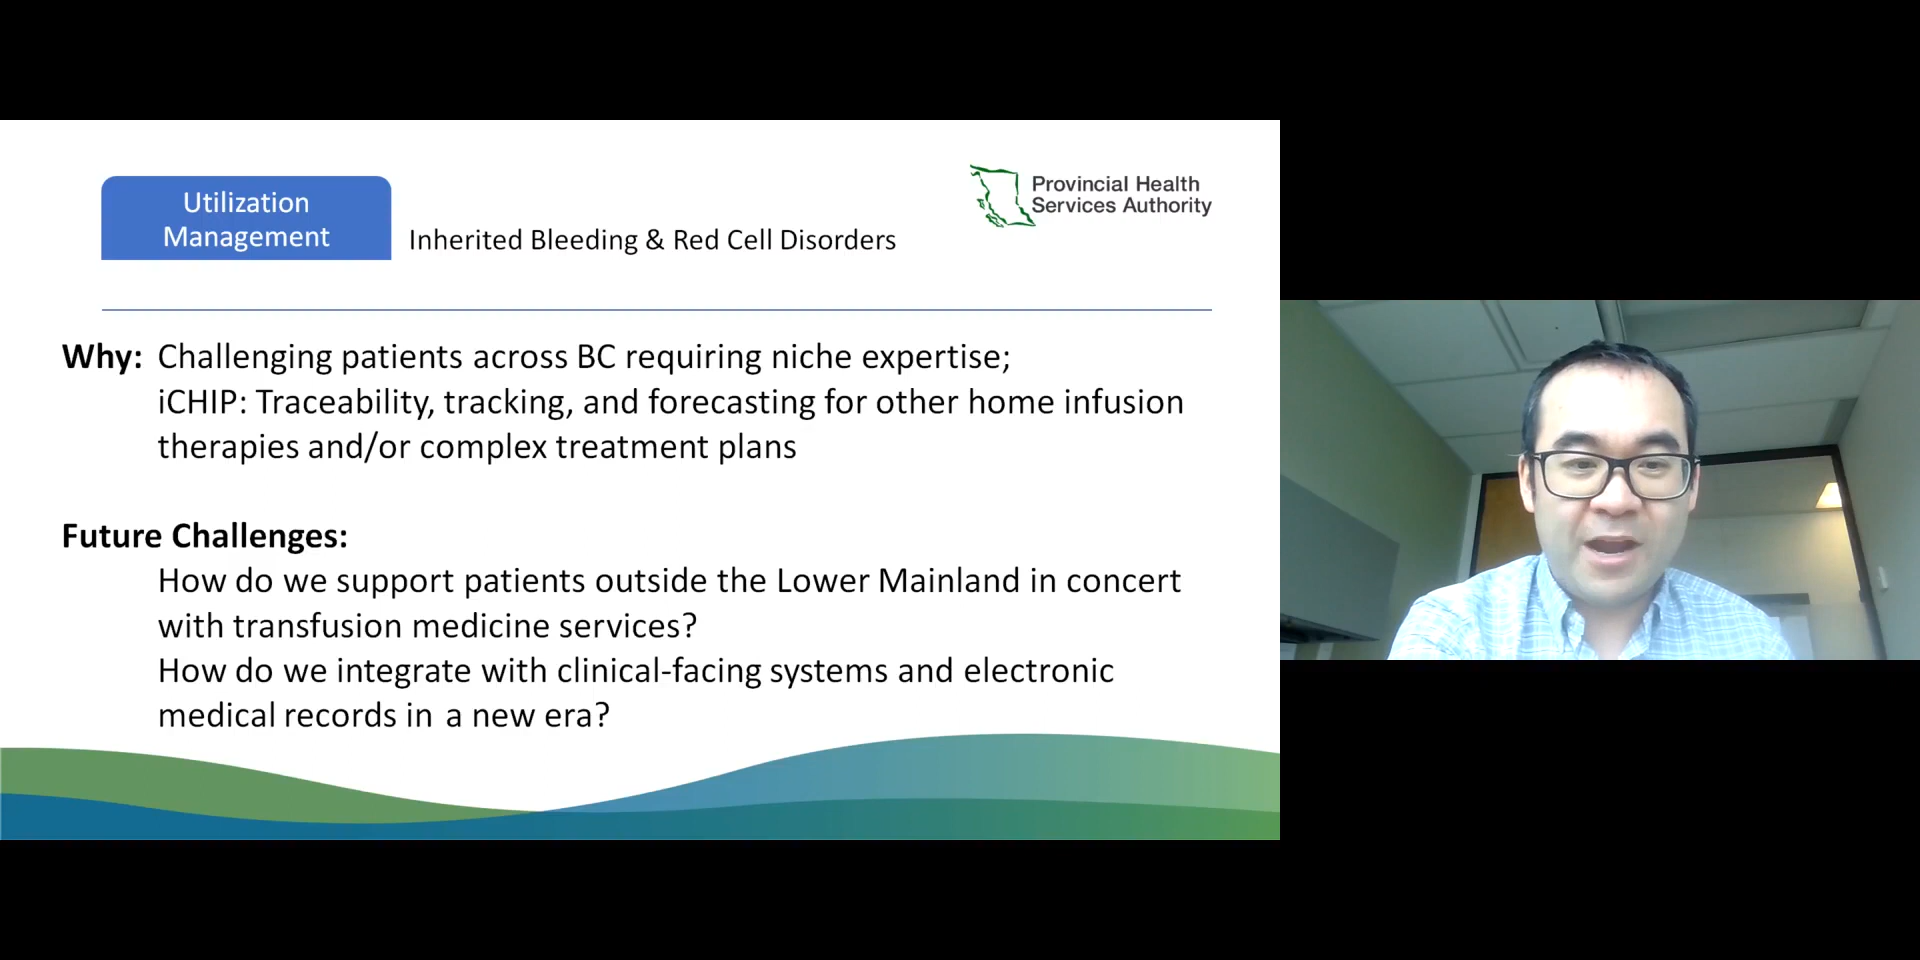 Utilization
Management
Inherited Bleeding & Red Cell Disorders
Provincial Health
Services Authority
Why: Challenging patients across BC requiring niche expertise;
iCHIP: Traceability, tracking, and forecasting for other home infusion
therapies and/or complex treatment plans
Future Challenges:
How do we support patients outside the Lower Mainland in concert
with transfusion medicine services?
How do we integrate with clinical-facing systems and electronic
medical records in a new era?